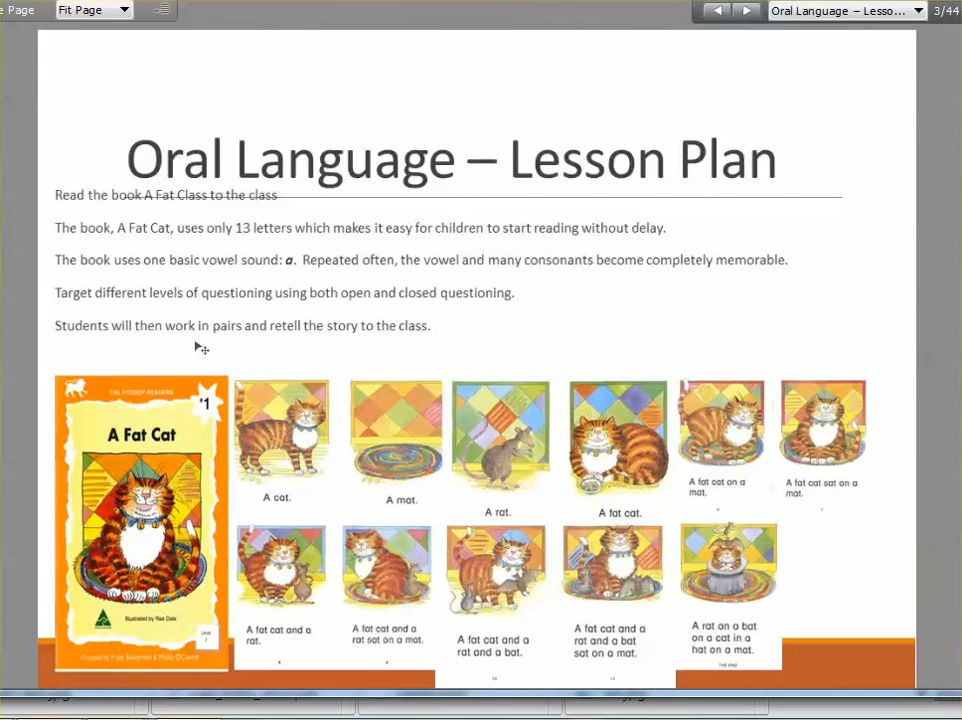 e Page
Fit Page
Oral Language – Lesso...
3/44
Oral Language – Lesson Plan
Read the book A Fat Class to the class
The book, A Fat Cat, uses only 13 letters which makes it easy for children to start reading without delay.
The book uses one basic vowel sound: a. Repeated often, the vowel and many consonants become completely memorable.
Target different levels of questioning using both open and closed questioning.
Students will then work in pairs and retell the story to the class.
THE FITZROY READERS
1
A Fat Cat
Illustrated by
Level
1
A cat.
A mat.
A rat.
A fat cat.
A fat cat on a
mat.
A fat cat sat on a
mat.
A fat cat and a
rat.
A fat cat and a
rat sat on a mat.
A fat cat and a
rat and a bat.
A fat cat and a
rat and a bat
sat on a mat.
A rat on a bat
on a cat in a
hat on a mat.
THE END